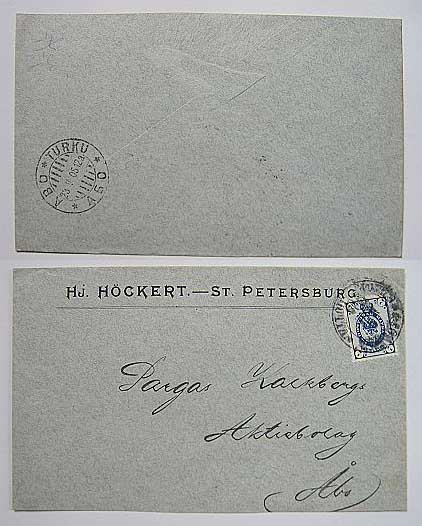 TURKU
ÅBO
ÅBO
HJ. HÖCKERT.—ST. PETERSBURG
Pargas Kalkbergs
Aktiebolag
Åbo